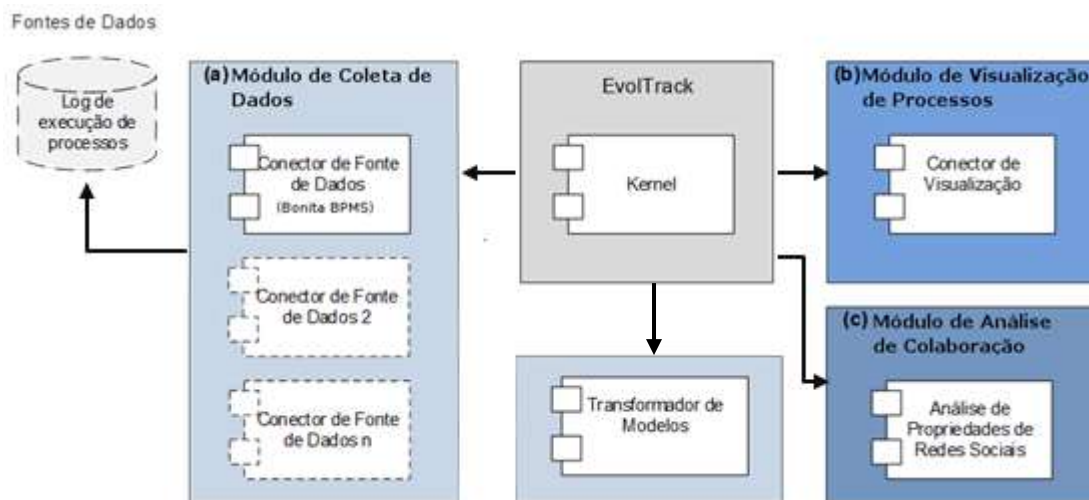 Fontes de Dados
Log de
execução de
processos
(a) Módulo de Coleta de
Dados
Conector de Fonte
de Dados
(Bonita BPMS)
Conector de Fonte
de Dados 2
Conector de Fonte
de Dados n
EvolTrack
Kernel
Transformador de
Modelos
(b) Módulo de Visualização
de Processos
Conector de
Visualização
(c) Módulo de Análise
de Colaboração
Análise de
Propriedades de
Redes Sociais